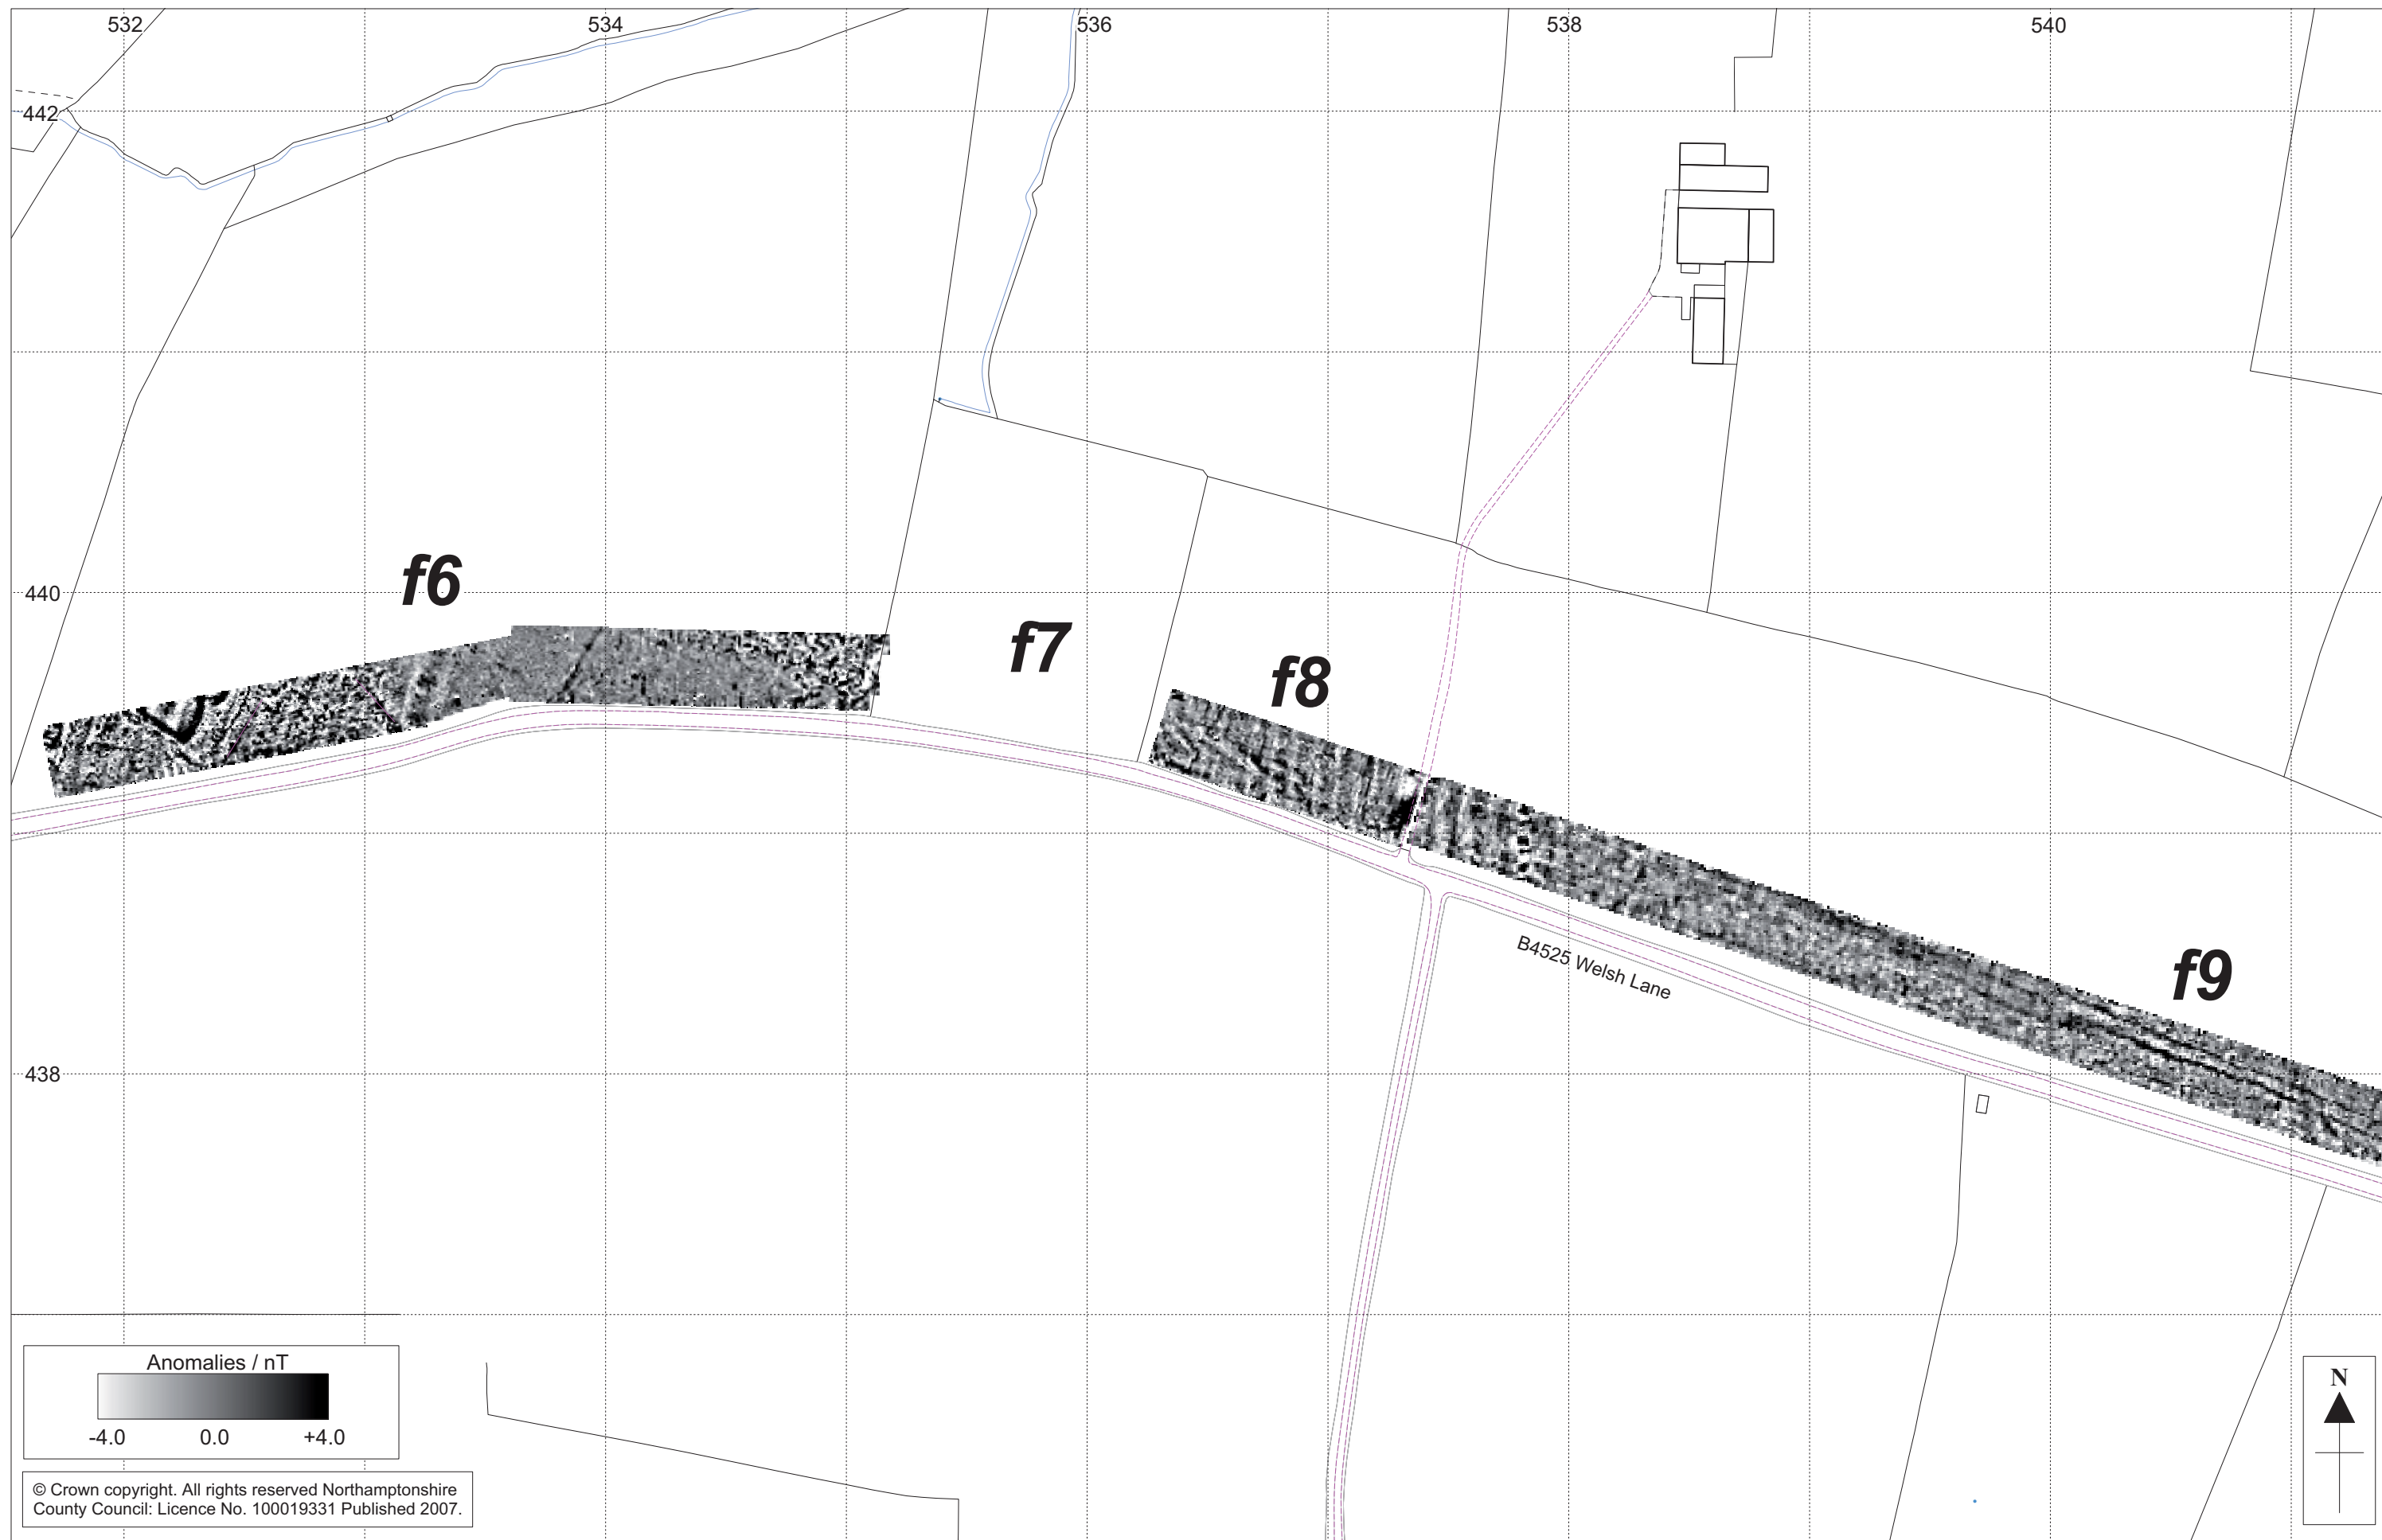 532
534
536
538
540
442
440
438
f6
f7
f8
f9
B4525 Welsh Lane
Anomalies / nT
-4.0 0.0 +4.0
© Crown copyright. All rights reserved Northamptonshire
County Council: Licence No. 100019331 Published 2007.
N